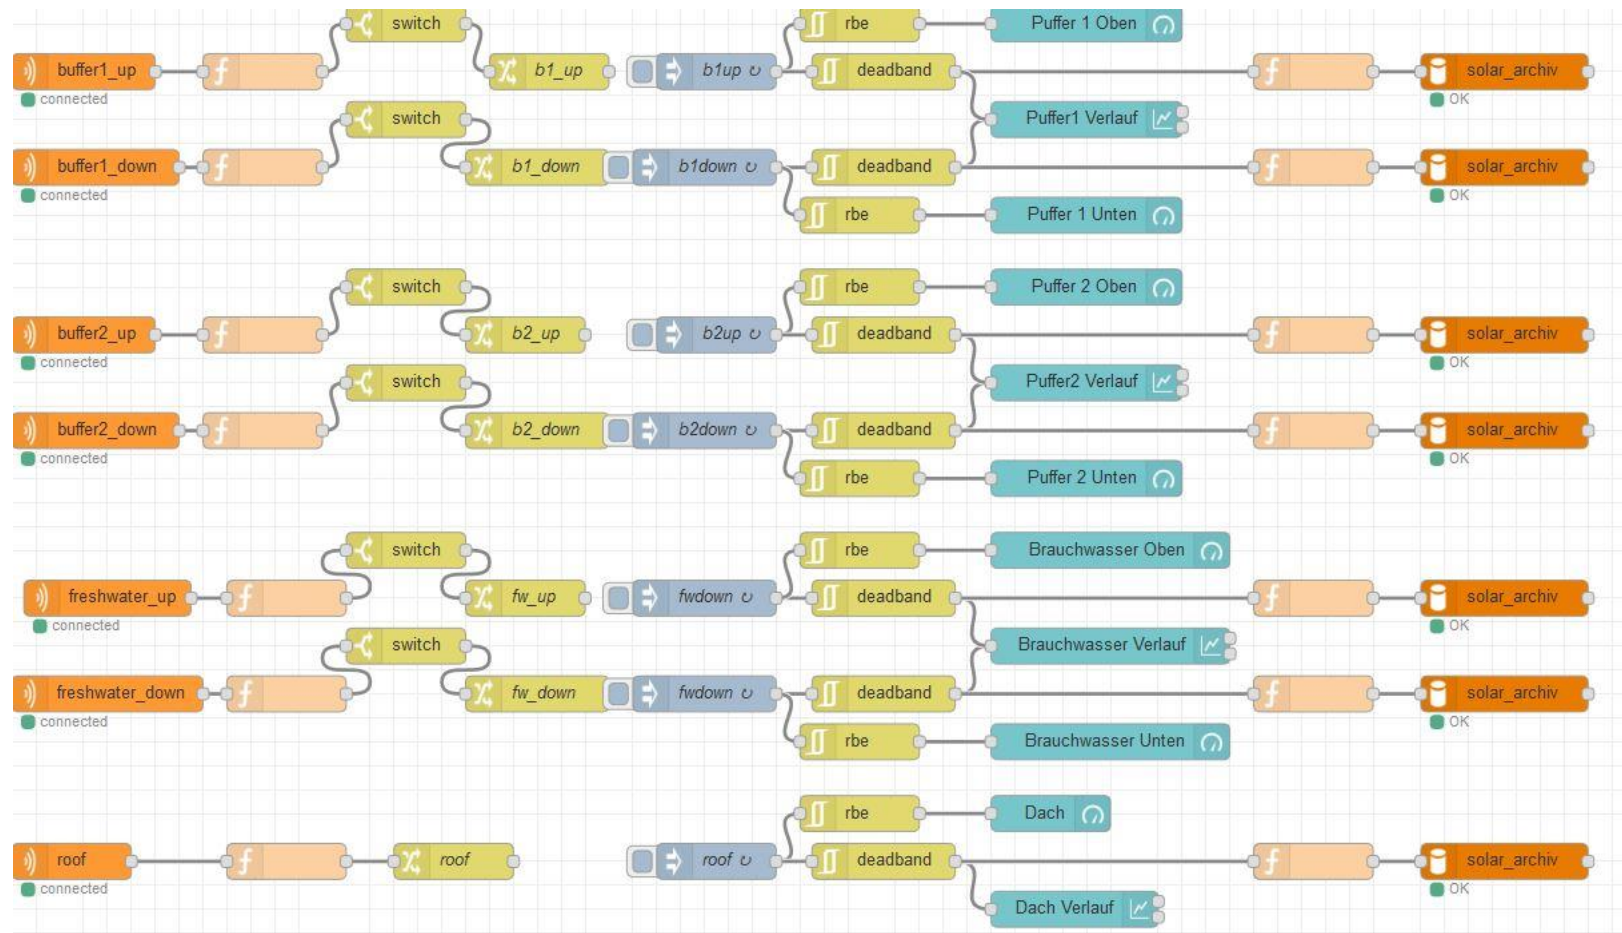 switch
rbe
Puffer 1 Oben
buffer1_up
b1_up
b1up ↻
deadband
solar_archiv
connected
OK
switch
Puffer1 Verlauf
buffer1_down
b1_down
b1down ↻
deadband
solar_archiv
connected
OK
rbe
Puffer 1 Unten
switch
rbe
Puffer 2 Oben
buffer2_up
b2_up
b2up ↻
deadband
solar_archiv
connected
OK
switch
Puffer2 Verlauf
buffer2_down
b2_down
b2down ↻
deadband
solar_archiv
connected
OK
rbe
Puffer 2 Unten
switch
rbe
Brauchwasser Oben
freshwater_up
fw_up
fwdown ↻
deadband
solar_archiv
connected
OK
switch
Brauchwasser Verlauf
freshwater_down
fw_down
fwdown ↻
deadband
solar_archiv
connected
OK
rbe
Brauchwasser Unten
rbe
Dach
roof
roof
roof ↻
deadband
solar_archiv
connected
OK
Dach Verlauf